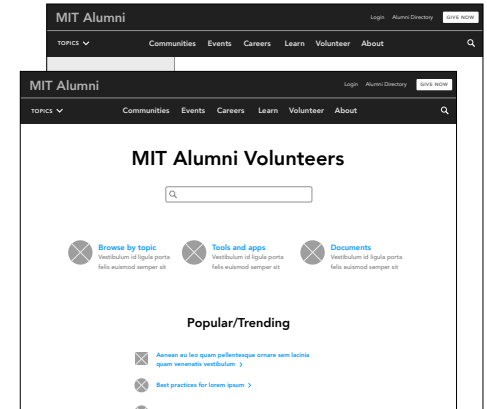 MIT Alumni
Login Alumni Directory GIVE NOW
TOPICS Communities Events Careers Learn Volunteer About
MIT Alumni
Login Alumni Directory GIVE NOW
TOPICS Communities Events Careers Learn Volunteer About
MIT Alumni Volunteers
Browse by topic
Vestibulum id ligula porta
felis euismod semper sit
Tools and apps
Vestibulum id ligula porta
felis euismod semper sit
Documents
Vestibulum id ligula porta
felis euismod semper sit
Popular/Trending
Aenean eu leo quam pellentesque ornare sem lacinia
quam venenatis vestibulum >
Best practices for lorem ipsum >